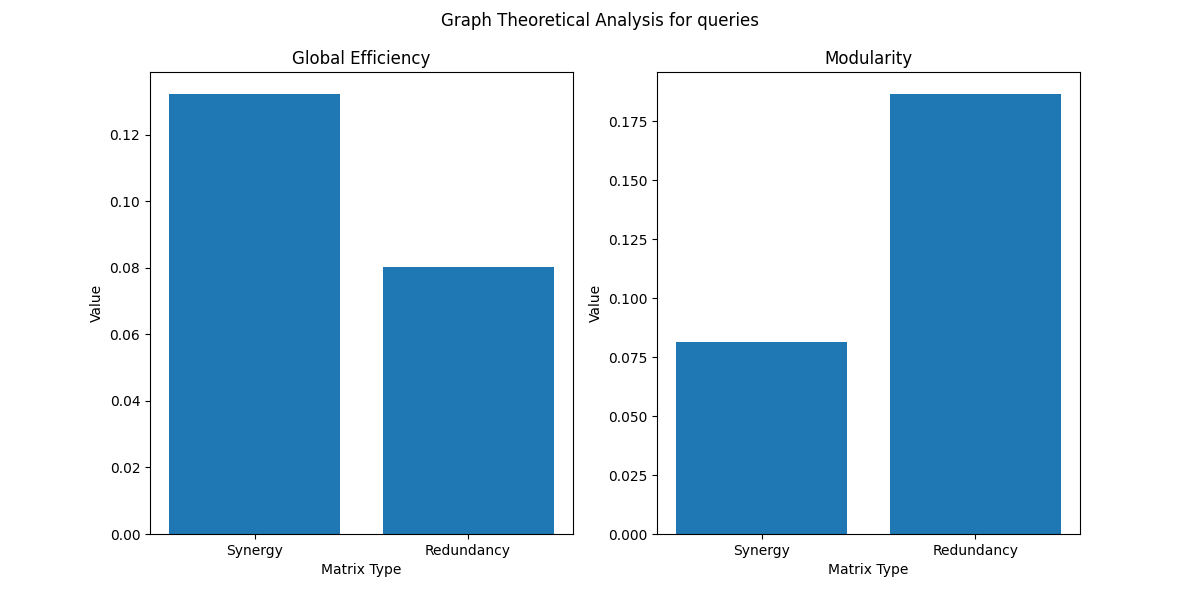 Graph Theoretical Analysis for queries
Global Efficiency
Value
0.12
0.10
0.08
0.06
0.04
0.02
0.00
Synergy
Redundancy
Matrix Type
Modularity
Value
0.175
0.150
0.125
0.100
0.075
0.050
0.025
0.000
Synergy
Redundancy
Matrix Type